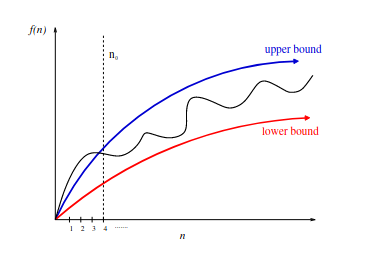 f(n)
upper bound
n₀
lower bound
1 2 3 4 ........
n